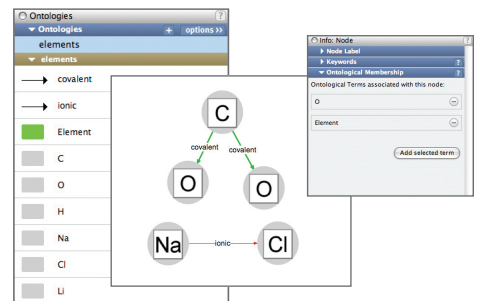 Ontologies ?
Ontologies + options »
elements
elements
covalent
ionic
Element
C
O
H
Na
Cl
Li
C
covalent covalent
O O
Na ionic Cl
Info: Node ?
Node Label
Keywords ?
Ontological Membership ?
Ontological Terms associated with this node:
O
Element
Add selected term